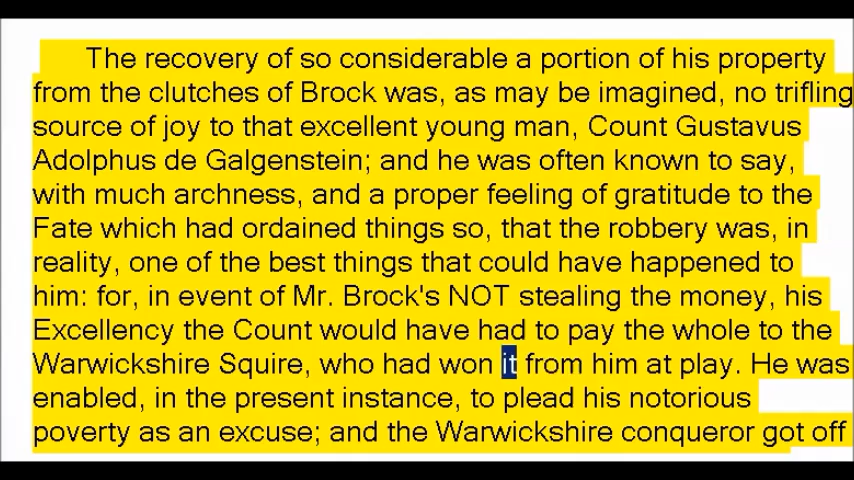 The recovery of so considerable a portion of his property
from the clutches of Brock was, as may be imagined, no trifling
source of joy to that excellent young man, Count Gustavus
Adolphus de Galgenstein; and he was often known to say,
with much archness, and a proper feeling of gratitude to the
Fate which had ordained things so, that the robbery was, in
reality, one of the best things that could have happened to
him: for, in event of Mr. Brock's NOT stealing the money, his
Excellency the Count would have had to pay the whole to the
Warwickshire Squire, who had won it from him at play. He was
enabled, in the present instance, to plead his notorious
poverty as an excuse; and the Warwickshire conqueror got off